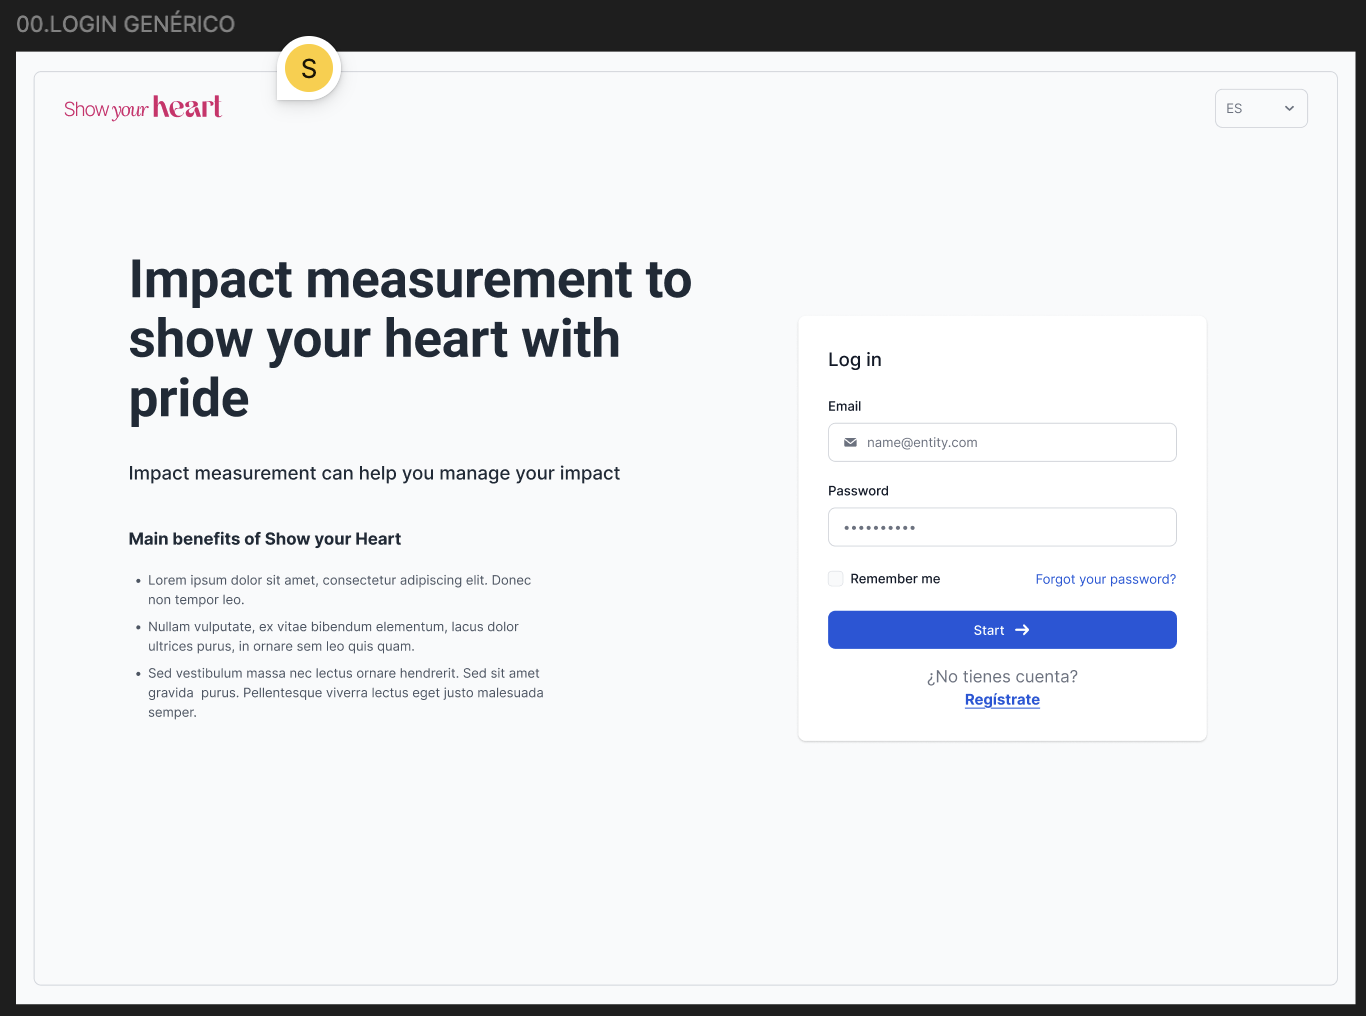 00.LOGIN GENÉRICO
S
Show your heart
ES
Impact measurement to
show your heart with
pride
Impact measurement can help you manage your impact
Main benefits of Show your Heart
• Lorem ipsum dolor sit amet, consectetur adipiscing elit. Donec
non tempor leo.
• Nullam vulputate, ex vitae bibendum elementum, lacus dolor
ultrices purus, in ornare sem leo quis quam.
• Sed vestibulum massa nec lectus ornare hendrerit. Sed sit amet
gravida  purus. Pellentesque viverra lectus eget justo malesuada
semper.
Log in
Email
name@entity.com
Password
••••••••••
Remember me
Forgot your password?
Start →
¿No tienes cuenta?
Regístrate